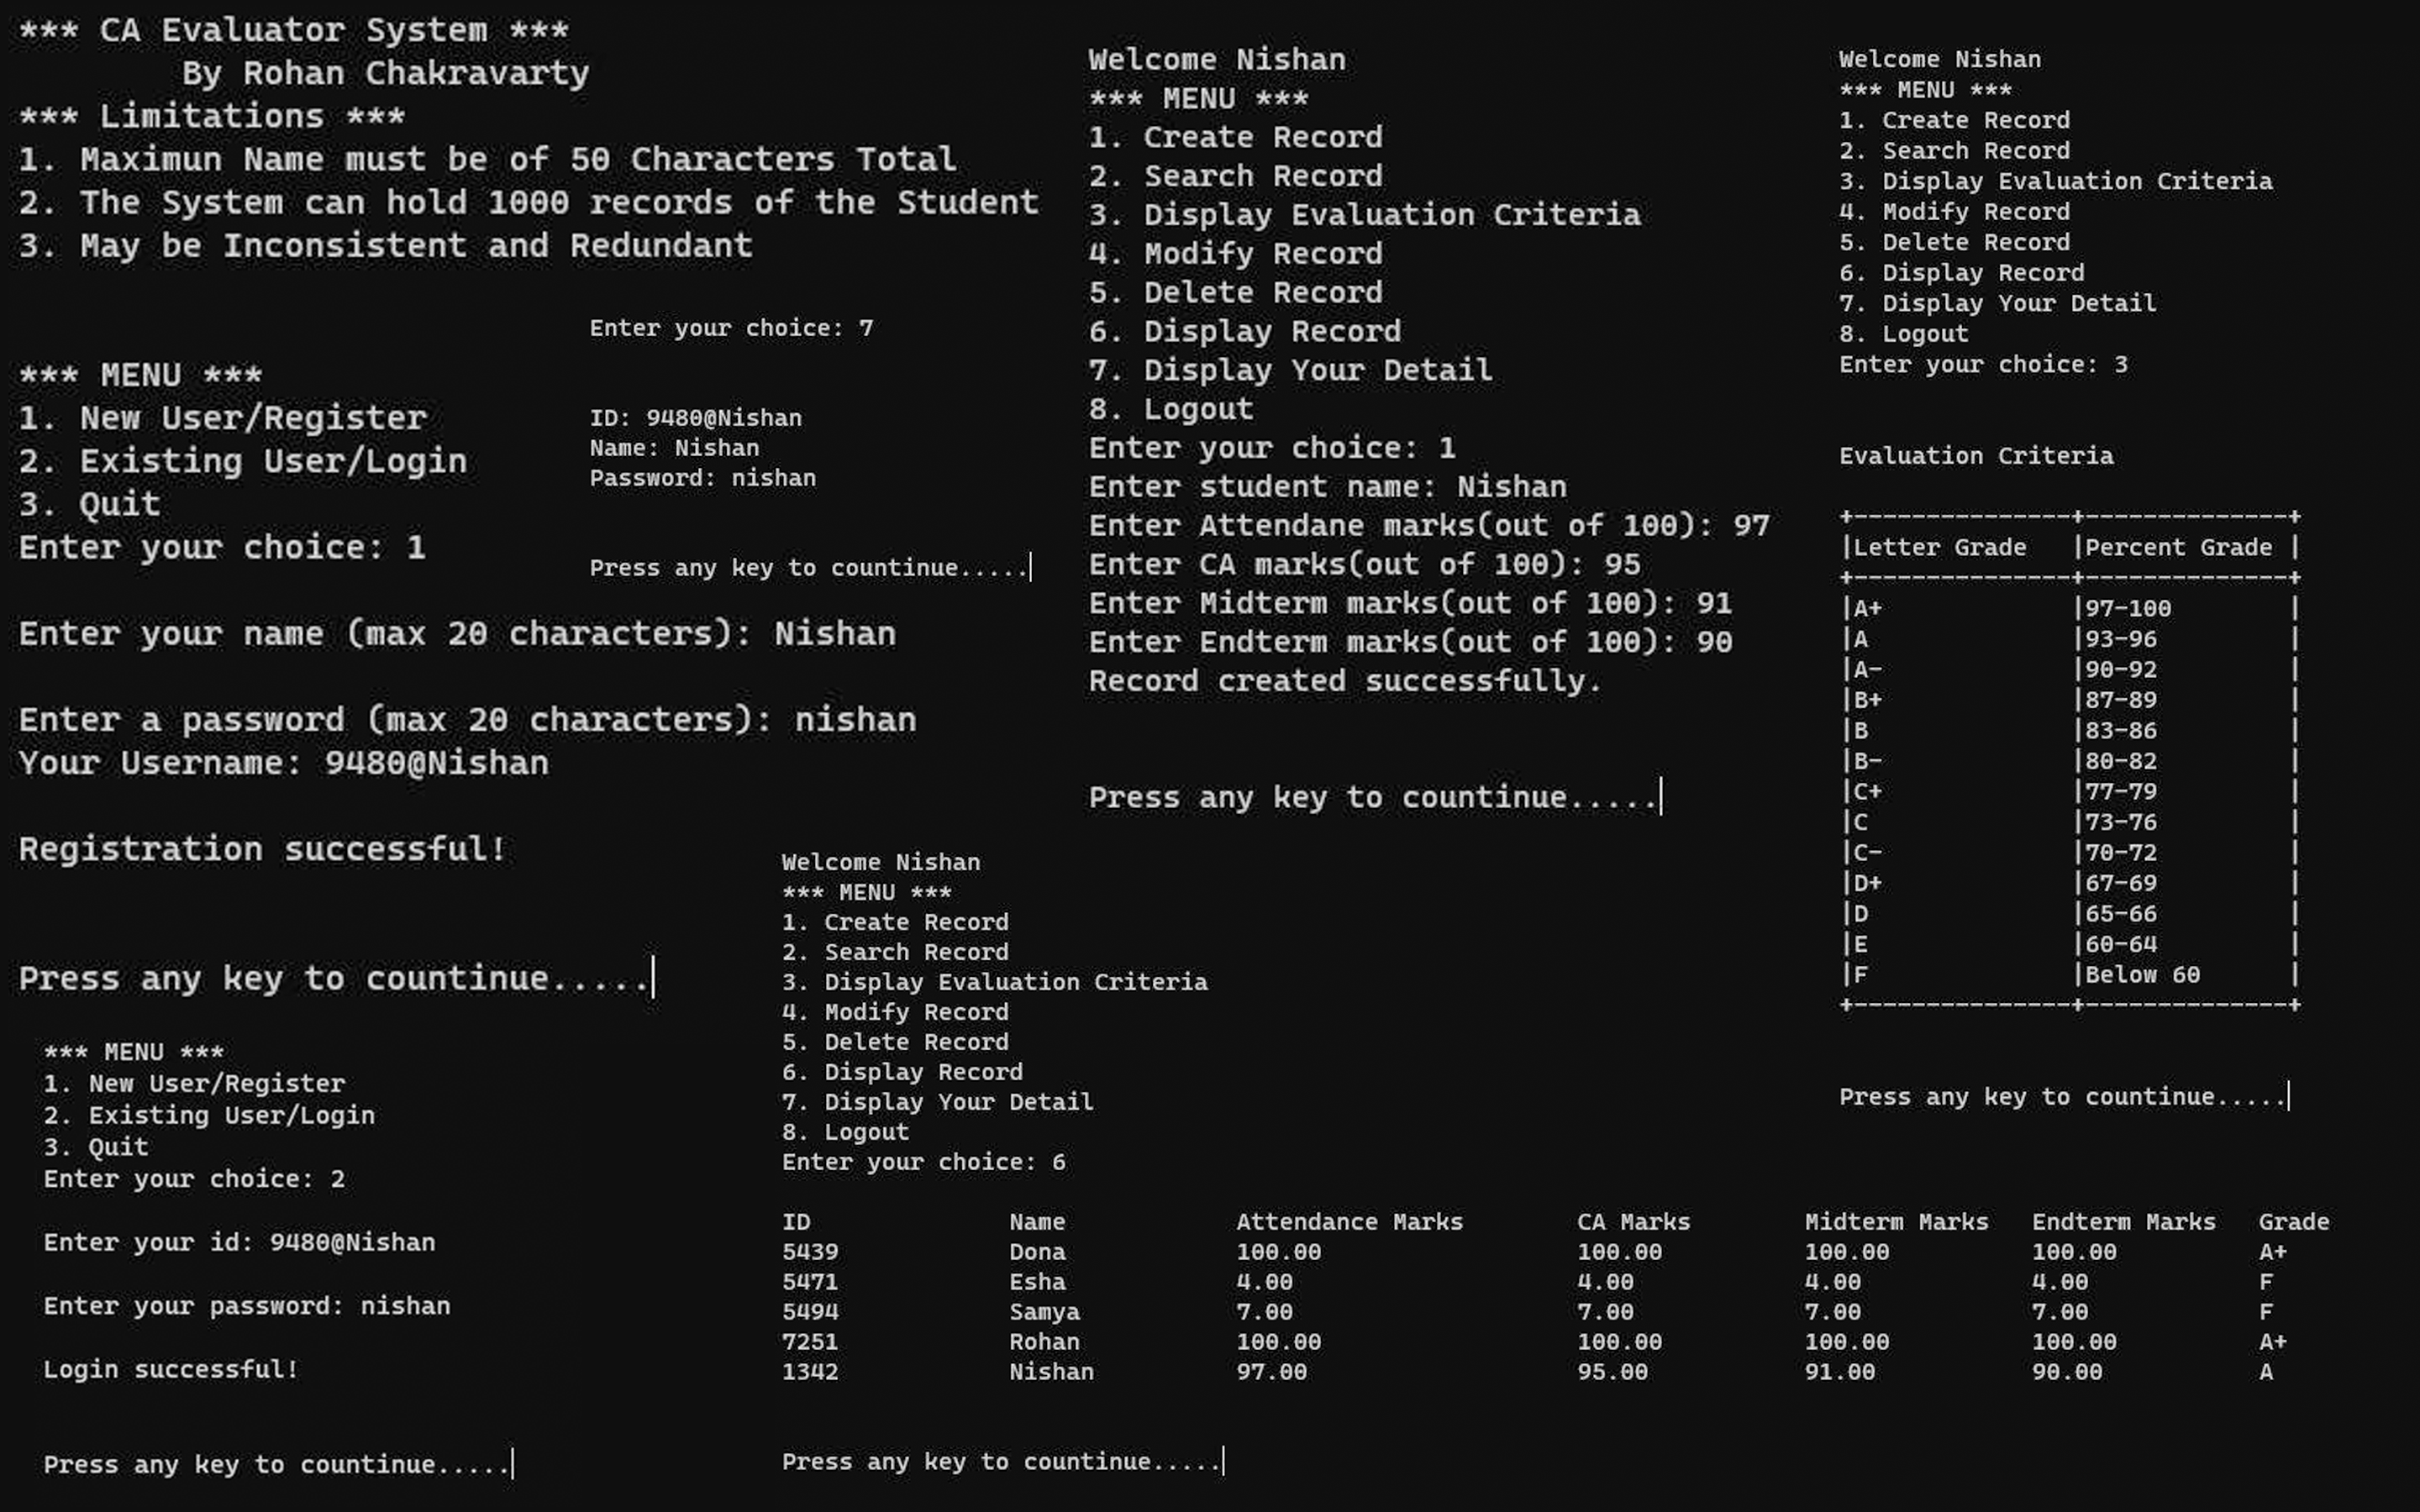 *** CA Evaluator System ***
By Rohan Chakravarty
*** Limitations ***
1. Maximun Name must be of 50 Characters Total
2. The System can hold 1000 records of the Student
3. May be Inconsistent and Redundant
*** MENU ***
1. New User/Register
2. Existing User/Login
3. Quit
Enter your choice: 1
Enter your name (max 20 characters): Nishan
Enter a password (max 20 characters): nishan
Your Username: 9480@Nishan
Registration successful!
Press any key to countinue.....
Enter your choice: 7
ID: 9480@Nishan
Name: Nishan
Password: nishan
Press any key to countinue.....
*** MENU ***
1. New User/Register
2. Existing User/Login
3. Quit
Enter your choice: 2
Enter your id: 9480@Nishan
Enter your password: nishan
Login successful!
Press any key to countinue.....
Welcome Nishan
*** MENU ***
1. Create Record
2. Search Record
3. Display Evaluation Criteria
4. Modify Record
5. Delete Record
6. Display Record
7. Display Your Detail
8. Logout
Enter your choice: 1
Enter student name: Nishan
Enter Attendane marks(out of 100): 97
Enter CA marks(out of 100): 95
Enter Midterm marks(out of 100): 91
Enter Endterm marks(out of 100): 90
Record created successfully.
Press any key to countinue.....
Welcome Nishan
*** MENU ***
1. Create Record
2. Search Record
3. Display Evaluation Criteria
4. Modify Record
5. Delete Record
6. Display Record
7. Display Your Detail
8. Logout
Enter your choice: 3
Evaluation Criteria
+---------------+--------------+
|Letter Grade |Percent Grade |
+---------------+--------------+
|A+ |97-100 |
|A |93-96 |
|A- |90-92 |
|B+ |87-89 |
|B |83-86 |
|B- |80-82 |
|C+ |77-79 |
|C |73-76 |
|C- |70-72 |
|D+ |67-69 |
|D |65-66 |
|E |60-64 |
|F |Below 60 |
+---------------+--------------+
Press any key to countinue.....
Welcome Nishan
*** MENU ***
1. Create Record
2. Search Record
3. Display Evaluation Criteria
4. Modify Record
5. Delete Record
6. Display Record
7. Display Your Detail
8. Logout
Enter your choice: 6
ID Name Attendance Marks CA Marks Midterm Marks Endterm Marks Grade
5439 Dona 100.00 100.00 100.00 100.00 A+
5471 Esha 4.00 4.00 4.00 4.00 F
5494 Samya 7.00 7.00 7.00 7.00 F
7251 Rohan 100.00 100.00 100.00 100.00 A+
1342 Nishan 97.00 95.00 91.00 90.00 A
Press any key to countinue.....